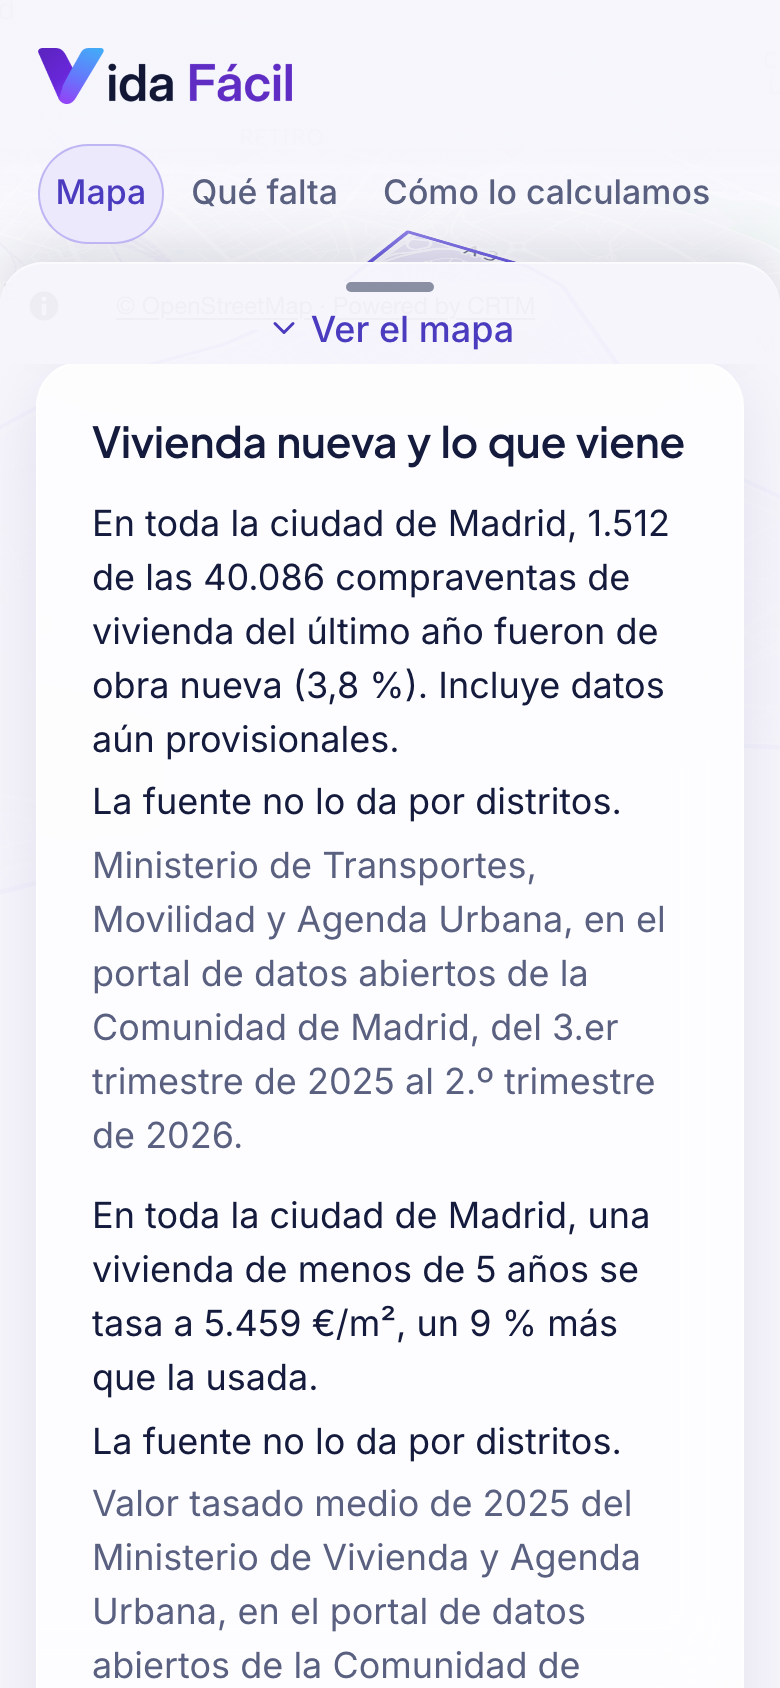 Vida Fácil
Mapa
Qué falta
Cómo lo calculamos
© OpenStreetMap · Powered by CRTM
Ver el mapa
Vivienda nueva y lo que viene
En toda la ciudad de Madrid, 1.512
de las 40.086 compraventas de
vivienda del último año fueron de
obra nueva (3,8 %). Incluye datos
aún provisionales.
La fuente no lo da por distritos.
Ministerio de Transportes,
Movilidad y Agenda Urbana, en el
portal de datos abiertos de la
Comunidad de Madrid, del 3.er
trimestre de 2025 al 2.º trimestre
de 2026.
En toda la ciudad de Madrid, una
vivienda de menos de 5 años se
tasa a 5.459 €/m², un 9 % más
que la usada.
La fuente no lo da por distritos.
Valor tasado medio de 2025 del
Ministerio de Vivienda y Agenda
Urbana, en el portal de datos
abiertos de la Comunidad de